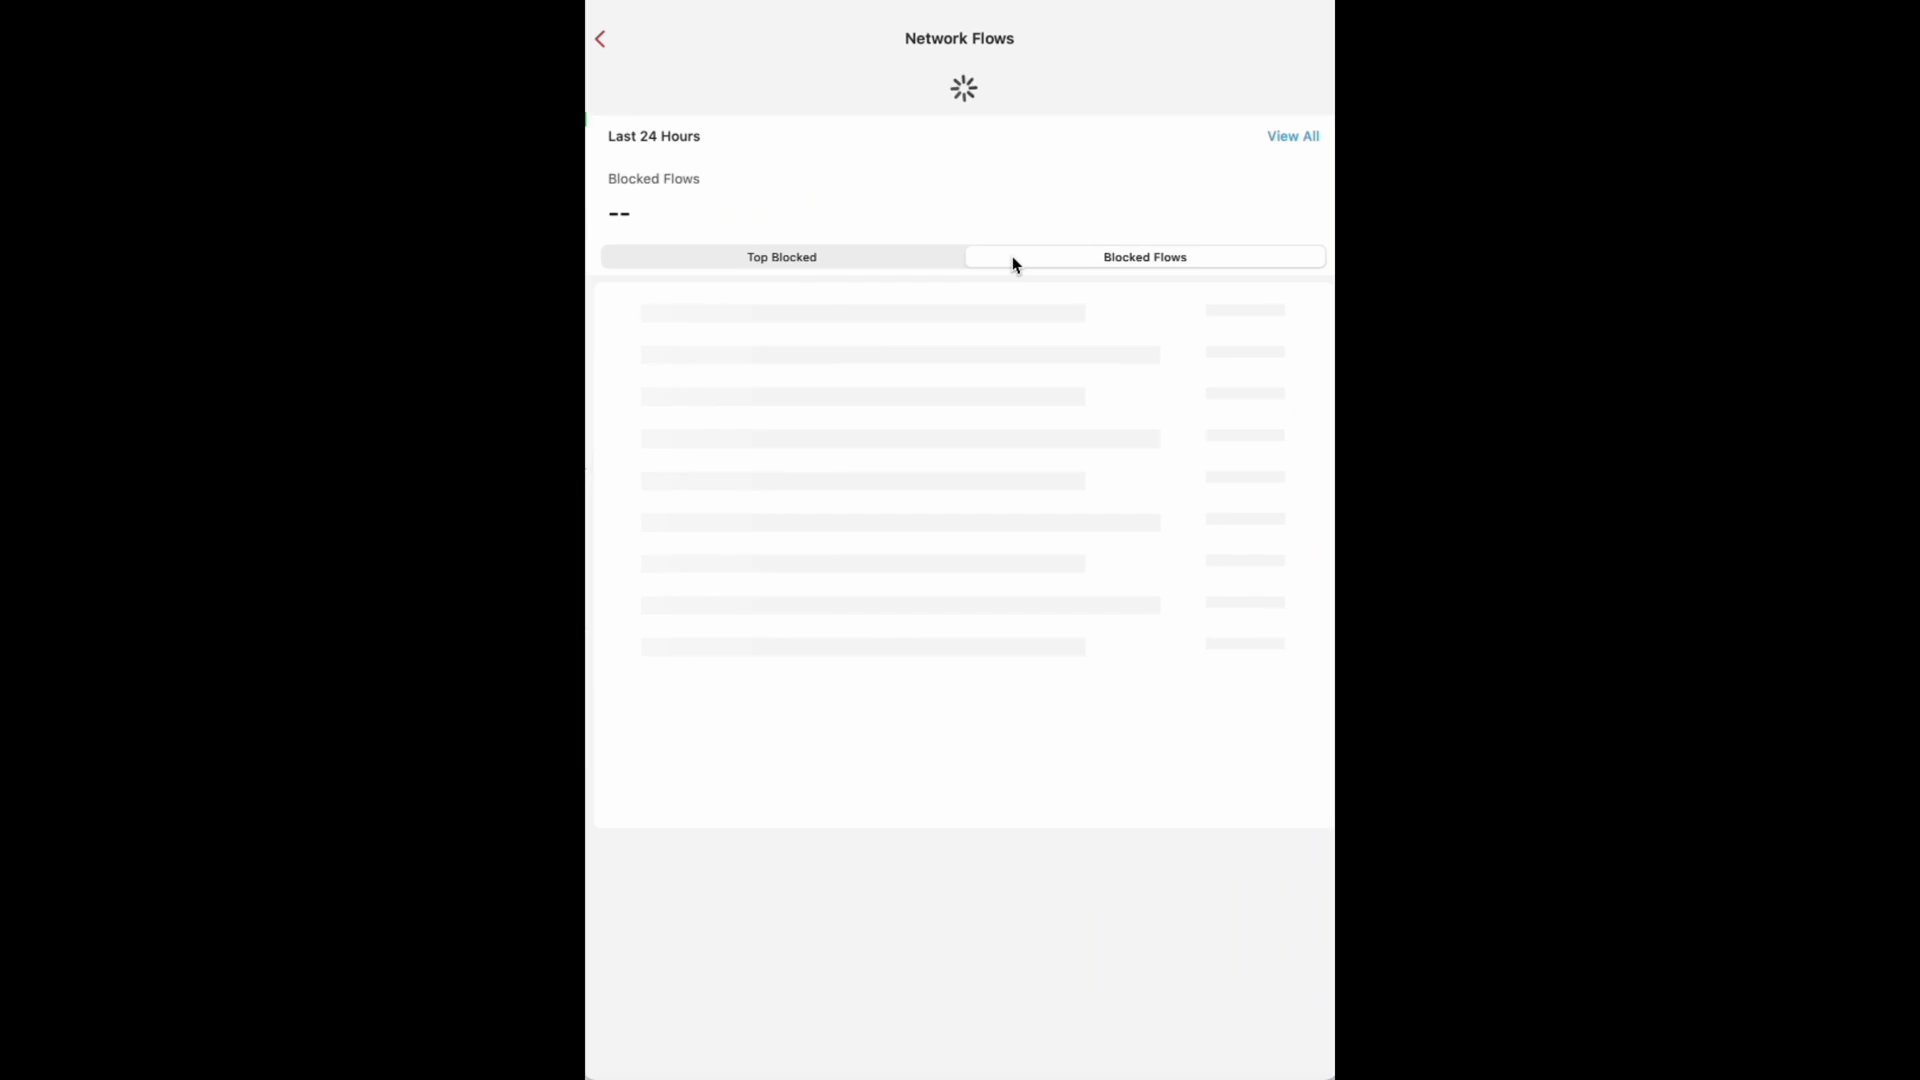 Network Flows
Last 24 Hours
View All
Blocked Flows
--
Top Blocked
Blocked Flows